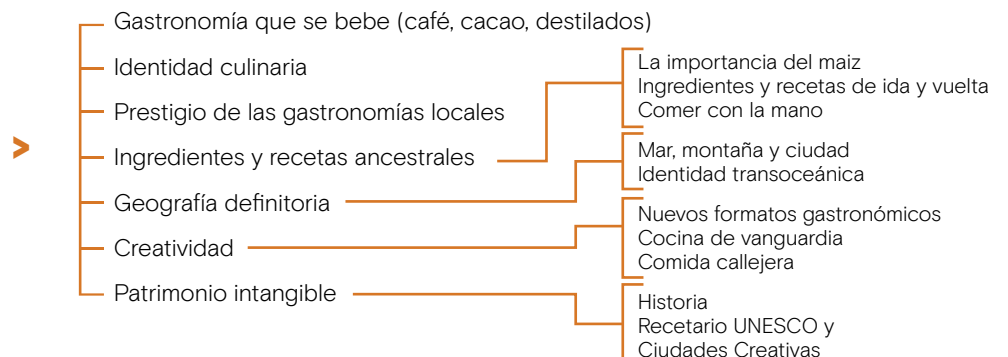 Gastronomía que se bebe (café, cacao, destilados)
Identidad culinaria
Prestigio de las gastronomías locales
Ingredientes y recetas ancestrales
Geografía definitoria
Creatividad
Patrimonio intangible
La importancia del maiz
Ingredientes y recetas de ida y vuelta
Comer con la mano
Mar, montaña y ciudad
Identidad transoceánica
Nuevos formatos gastronómicos
Cocina de vanguardia
Comida callejera
Historia
Recetario UNESCO y
Ciudades Creativas